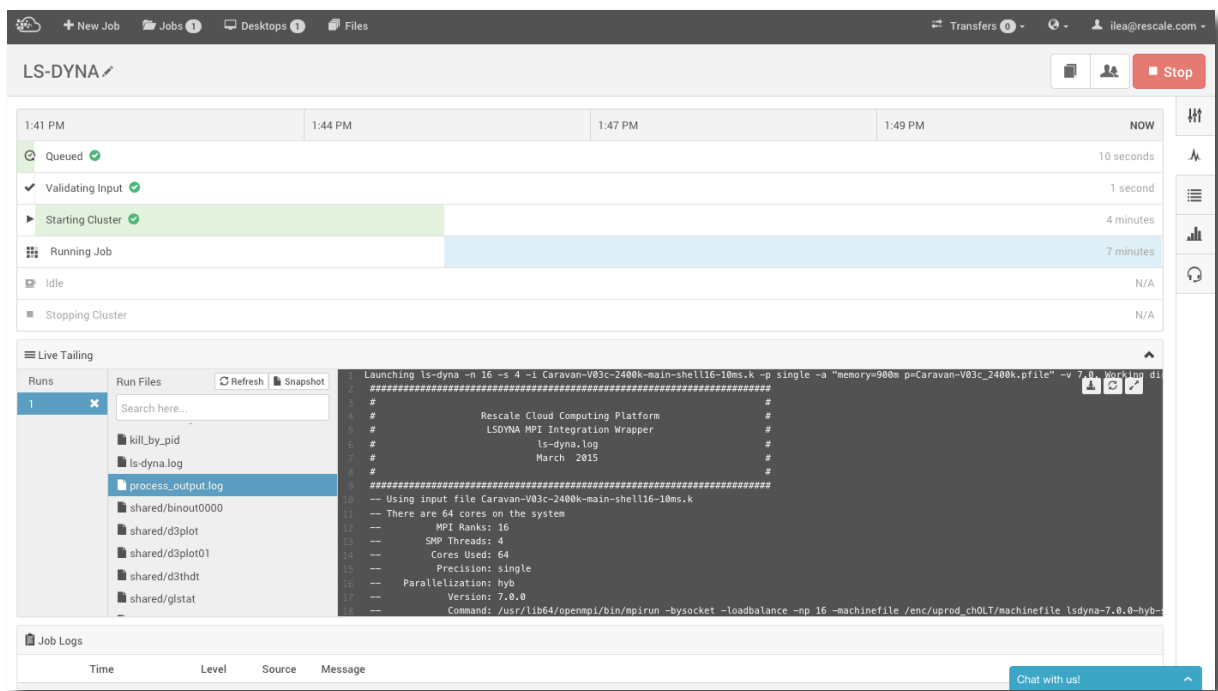 + New Job Jobs 1 Desktops 1 Files Transfers 0 ilea@rescale.com
LS-DYNA Stop
1:41 PM 1:44 PM 1:47 PM 1:49 PM NOW
Queued 10 seconds
Validating Input 1 second
Starting Cluster 4 minutes
Running Job 7 minutes
Idle N/A
Stopping Cluster N/A
Live Tailing
Runs
1
Run Files Refresh Snapshot
Search here...
kill_by_pid
ls-dyna.log
process_output.log
shared/binout0000
shared/d3plot
shared/d3plot01
shared/d3thdt
shared/glstat
1 Launching ls-dyna -n 16 -s 4 -i Caravan-V03c-2400k-main-shell16-10ms.k -p single -a "memory=900m p=Caravan-V03c_2400k.pfile" -v 7.0. Working di
2 #######################################################################
3 # #
4 # Rescale Cloud Computing Platform #
5 # LSDYNA MPI Integration Wrapper #
6 # ls-dyna.log #
7 # March 2015 #
8 # #
9 #######################################################################
10 -- Using input file Caravan-V03c-2400k-main-shell16-10ms.k
11 -- There are 64 cores on the system
12 -- MPI Ranks: 16
13 -- SMP Threads: 4
14 -- Cores Used: 64
15 -- Precision: single
16 -- Parallelization: hyb
17 -- Version: 7.0.0
18 -- Command: /usr/lib64/openmpi/bin/mpirun -bysocket -loadbalance -np 16 -machinefile /enc/uprod_chOLT/machinefile lsdyna-7.0.0-hyb-s
Job Logs
Time Level Source Message
Chat with us!